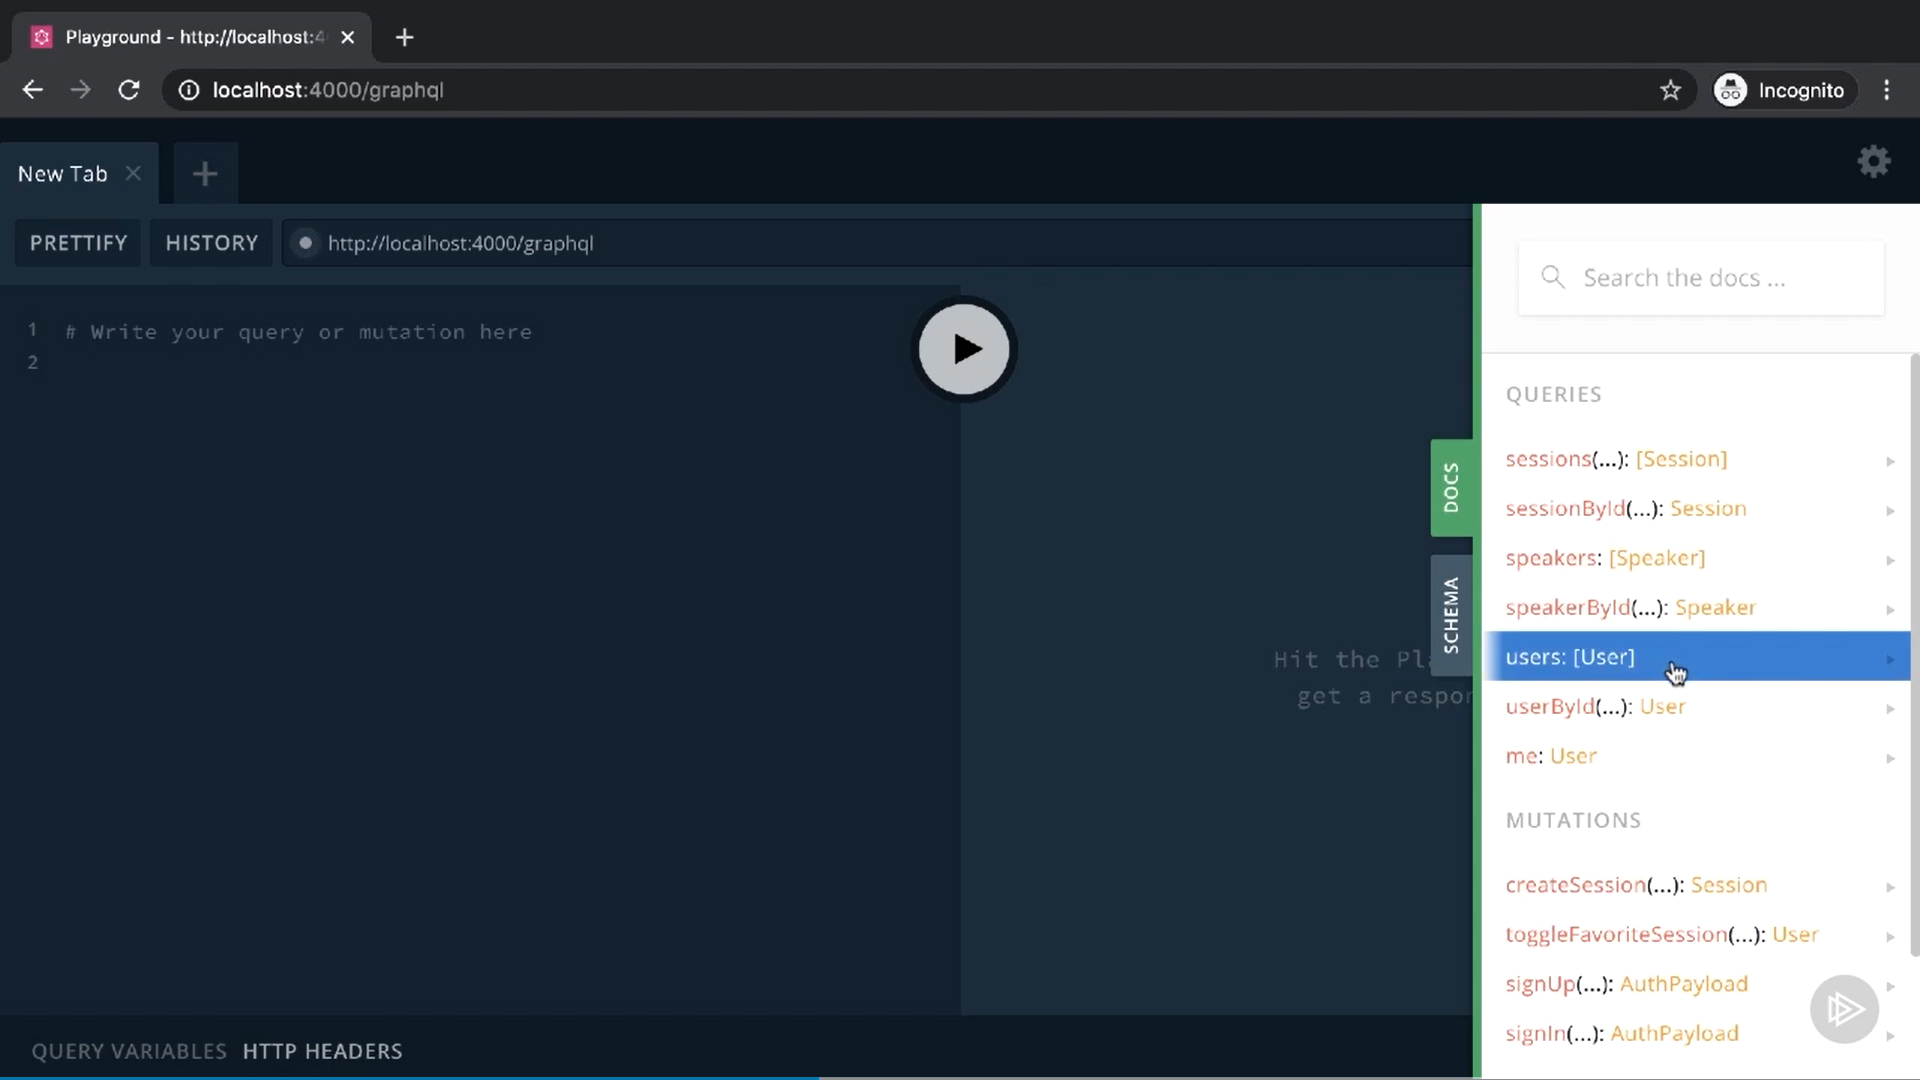 Playground - http://localhost:4
localhost:4000/graphql
Incognito
New Tab
PRETTIFY
HISTORY
http://localhost:4000/graphql
1 # Write your query or mutation here
2
Hit the Pl
get a respon
DOCS
SCHEMA
Search the docs ...
QUERIES
sessions(...): [Session]
sessionById(...): Session
speakers: [Speaker]
speakerById(...): Speaker
users: [User]
userById(...): User
me: User
MUTATIONS
createSession(...): Session
toggleFavoriteSession(...): User
signUp(...): AuthPayload
signIn(...): AuthPayload
QUERY VARIABLES
HTTP HEADERS